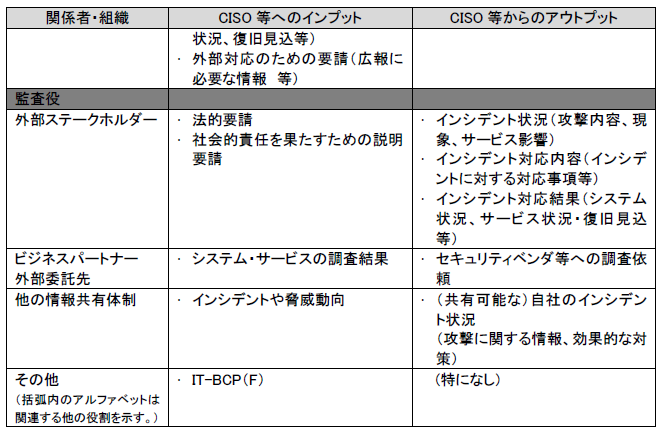 関係者・組織
CISO 等へのインプット
CISO 等からのアウトプット
状況、復旧見込等）
・ 外部対応のための要請（広報に
必要な情報　等）
監査役
外部ステークホルダー
・ 法的要請
・ 社会的責任を果たすための説明
要請
・ インシデント状況（攻撃内容、現
象、サービス影響）
・ インシデント対応内容（インシデ
ントに対する対応事項等）
・ インシデント対応結果（システム
状況、サービス状況・復旧見込
等）
ビジネスパートナー
外部委託先
・ システム・サービスの調査結果
・ セキュリティベンダ等への調査依
頼
他の情報共有体制
・ インシデントや脅威動向
・ （共有可能な）自社のインシデン
ト状況
（攻撃に関する情報、効果的な対
策）
その他
（括弧内のアルファベットは
関連する他の役割を示す。）
・ IT-BCP（F）
（特になし）